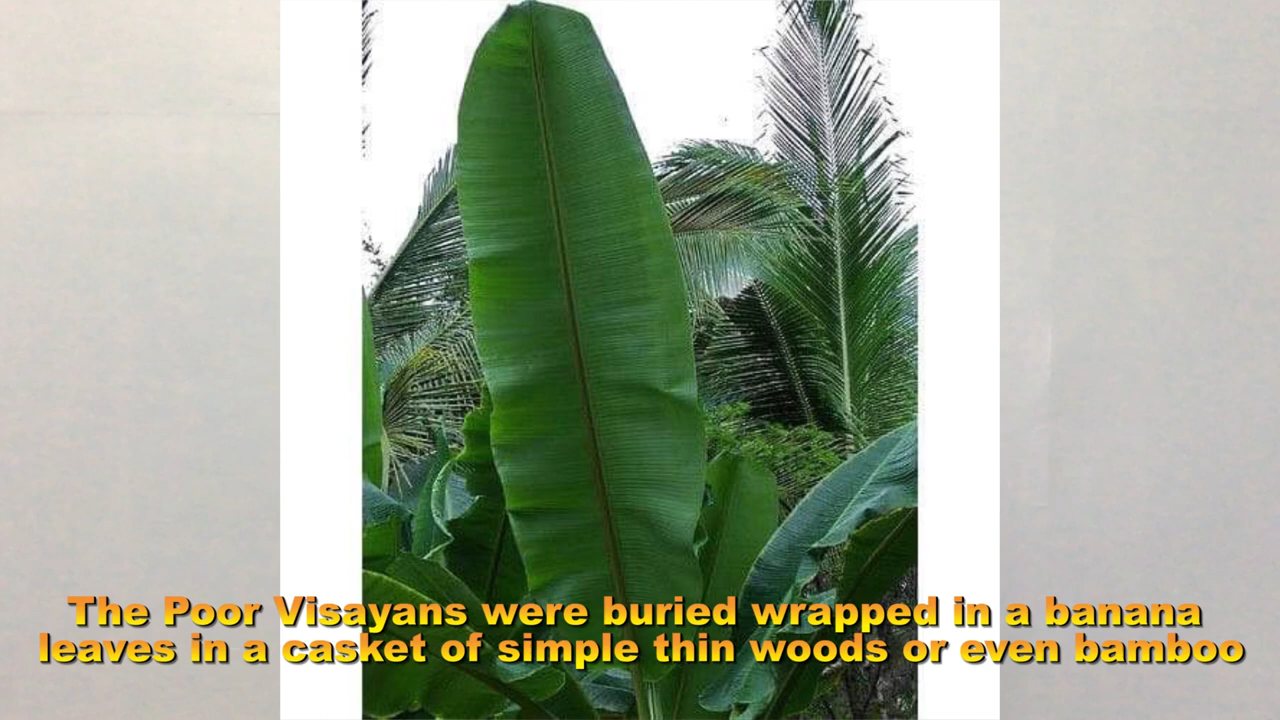 The Poor Visayans were buried wrapped in a banana
leaves in a casket of simple thin woods or even bamboo